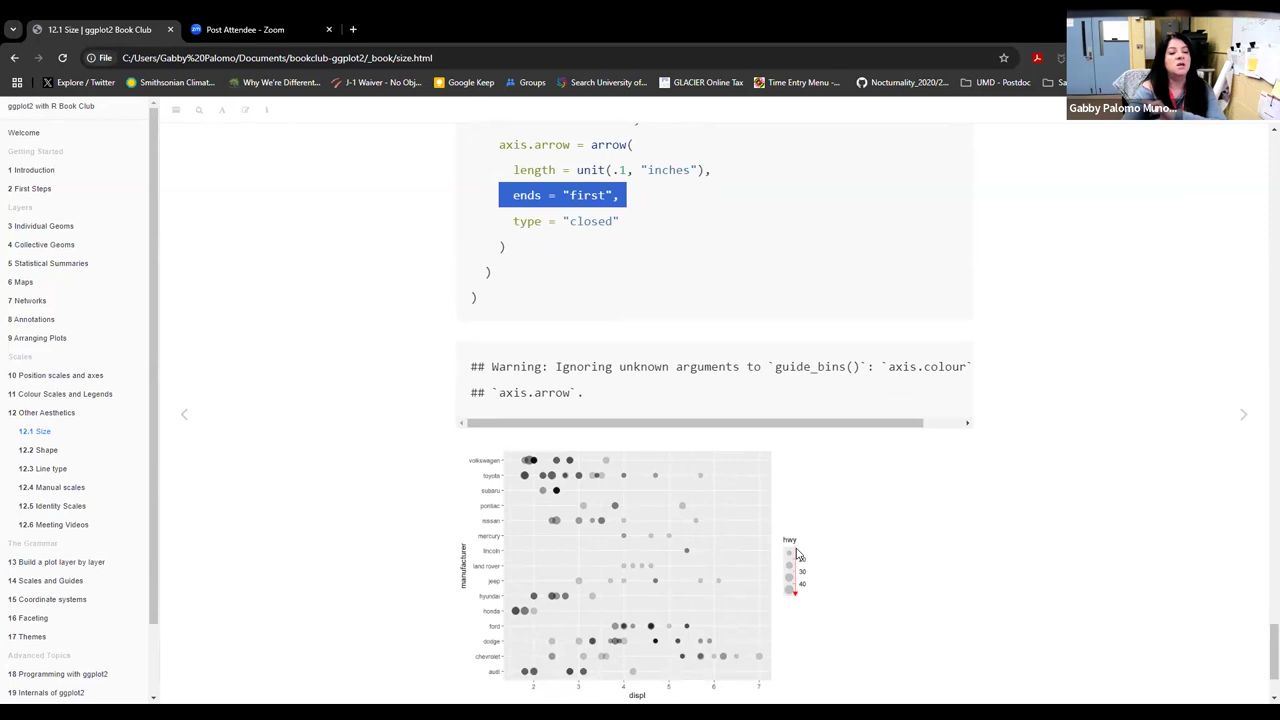 12.1 Size | ggplot2 Book Club
Post Attendee - Zoom
File
C:/Users/Gabby%20Palomo/Documents/bookclub-ggplot2/_book/size.html
Explore / Twitter
Smithsonian Climat...
Why We're Different...
J-1 Waiver - No Obj...
Google Keep
Groups
Search University of...
GLACIER Online Tax
Time Entry Menu -...
Nocturnality_2020/2...
UMD - Postdoc
Gabby Palomo Muno...
ggplot2 with R Book Club
Welcome
Getting Started
1 Introduction
2 First Steps
Layers
3 Individual Geoms
4 Collective Geoms
5 Statistical Summaries
6 Maps
7 Networks
8 Annotations
9 Arranging Plots
Scales
10 Position scales and axes
11 Colour Scales and Legends
12 Other Aesthetics
12.1 Size
12.2 Shape
12.3 Line type
12.4 Manual scales
12.5 Identity Scales
12.6 Meeting Videos
The Grammar
13 Build a plot layer by layer
14 Scales and Guides
15 Coordinate systems
16 Faceting
17 Themes
Advanced Topics
18 Programming with ggplot2
19 Internals of ggplot2
axis.arrow = arrow(
length = unit(.1, "inches"),
ends = "first",
type = "closed"
)
)
)
## Warning: Ignoring unknown arguments to `guide_bins()`: `axis.colour`
## `axis.arrow`.
volkswagen
toyota
subaru
pontiac
nissan
mercury
lincoln
land rover
jeep
hyundai
honda
ford
dodge
chevrolet
audi
manufacturer
2 3 4 5 6 7
displ
hwy
30
40